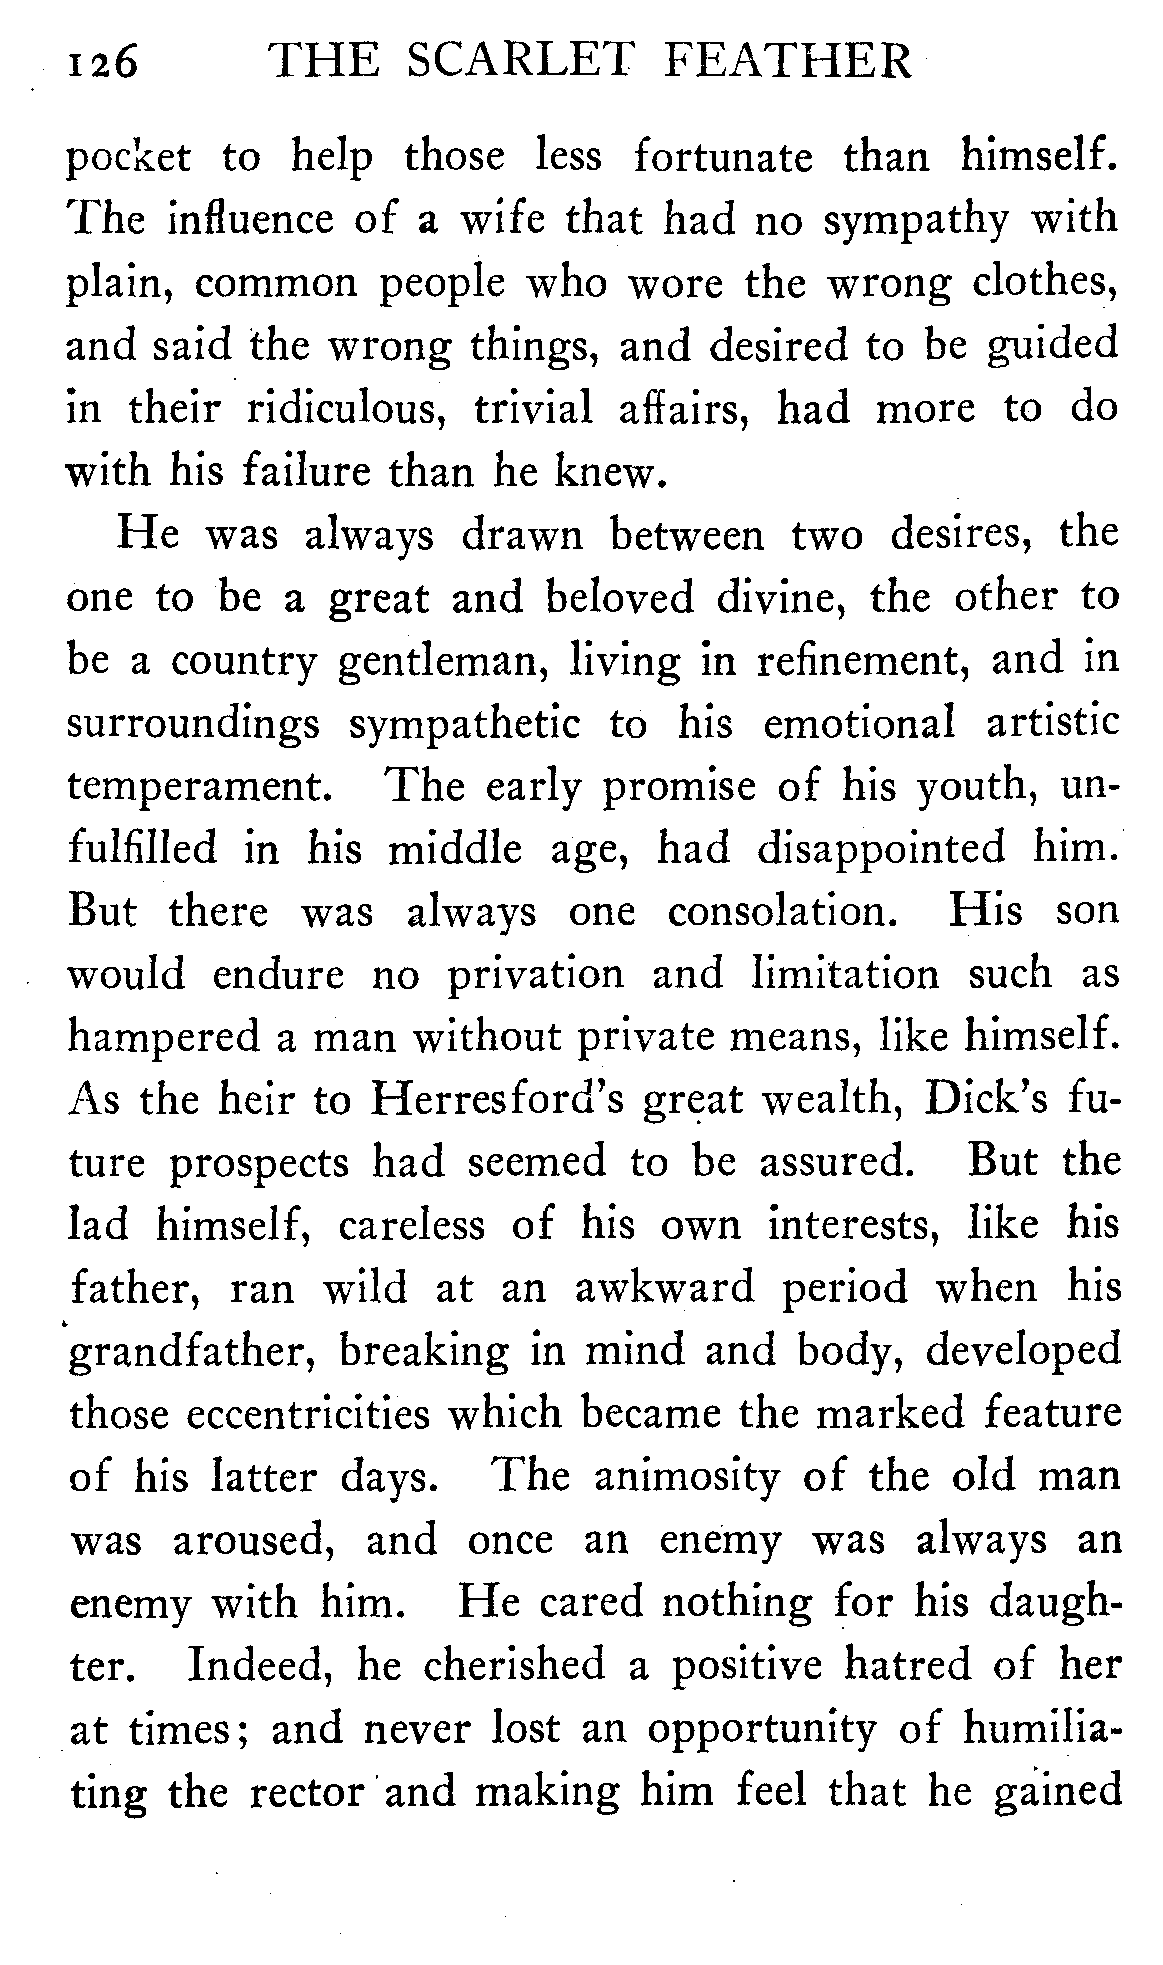 126 THE SCARLET FEATHER
pocket to help those less fortunate than himself.
The influence of a wife that had no sympathy with
plain, common people who wore the wrong clothes,
and said the wrong things, and desired to be guided
in their ridiculous, trivial affairs, had more to do
with his failure than he knew.
He was always drawn between two desires, the
one to be a great and beloved divine, the other to
be a country gentleman, living in refinement, and in
surroundings sympathetic to his emotional artistic
temperament. The early promise of his youth, un-
fulfilled in his middle age, had disappointed him.
But there was always one consolation. His son
would endure no privation and limitation such as
hampered a man without private means, like himself.
As the heir to Herresford's great wealth, Dick's fu-
ture prospects had seemed to be assured. But the
lad himself, careless of his own interests, like his
father, ran wild at an awkward period when his
grandfather, breaking in mind and body, developed
those eccentricities which became the marked feature
of his latter days. The animosity of the old man
was aroused, and once an enemy was always an
enemy with him. He cared nothing for his daugh-
ter. Indeed, he cherished a positive hatred of her
at times; and never lost an opportunity of humilia-
ting the rector and making him feel that he gained